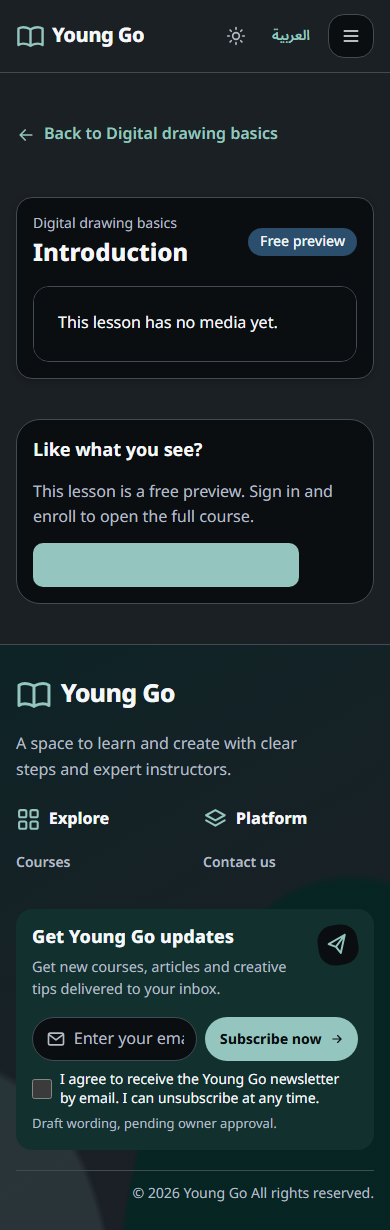 Young Go
العربية
← Back to Digital drawing basics
Digital drawing basics
Introduction
Free preview
This lesson has no media yet.
Like what you see?
This lesson is a free preview. Sign in and
enroll to open the full course.
Young Go
A space to learn and create with clear
steps and expert instructors.
Explore
Platform
Courses
Contact us
Get Young Go updates
Get new courses, articles and creative
tips delivered to your inbox.
Enter your ema
Subscribe now →
I agree to receive the Young Go newsletter
by email. I can unsubscribe at any time.
Draft wording, pending owner approval.
© 2026 Young Go All rights reserved.